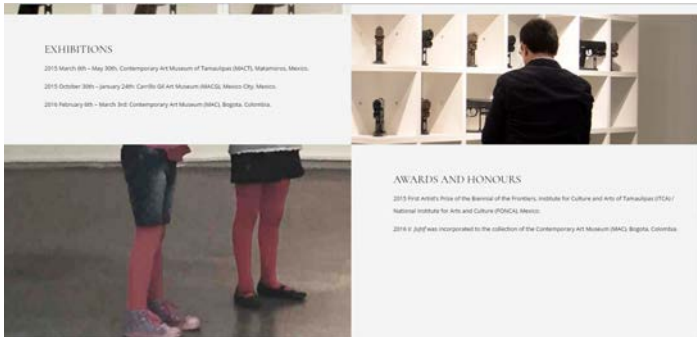 EXHIBITIONS
2015 March 6th – May 30th: Contemporary Art Museum of Tamaulipas (MACT), Matamoros, Mexico.
2015 October 30th – January 24th: Carrillo Gil Art Museum (MACG), Mexico City, Mexico.
2016 February 6th – March 3rd: Contemporary Art Museum (MAC), Bogota, Colombia.
AWARDS AND HONOURS
2015 First Artist's Prize of the Biennial of the Frontiers, Institute for Culture and Arts of Tamaulipas (ITCA) /
National Institute for Arts and Culture (FONCA), Mexico.
2016 was incorporated to the collection of the Contemporary Art Museum (MAC), Bogota, Colombia.